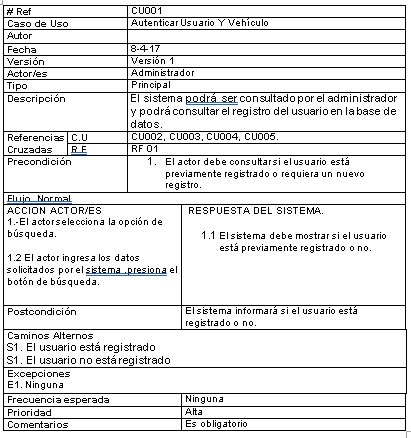 # Ref CU001
Caso de Uso Autenticar Usuario Y Vehículo
Autor
Fecha 8-4-17
Versión Versión 1
Actor/es Administrador
Tipo Principal
Descripción El sistema podrá ser consultado por el administrador
y podrá consultar el registro del usuario en la base de
datos.
Referencias C.U CU002, CU003, CU004, CU005.
Cruzadas R.F RF 01
Precondición 1. El actor debe consultar si el usuario está
previamente registrado o requiera un nuevo
registro.
Flujo Normal
ACCION ACTOR/ES
1.-El actor selecciona la opción de
búsqueda.
1.2 El actor ingresa los datos
solicitados por el sistema .presiona el
botón de búsqueda.
RESPUESTA DEL SISTEMA.
1.1 El sistema debe mostrar si el usuario
está previamente registrado o no.
Postcondición El sistema informará si el usuario está
registrado o no.
Caminos Alternos
S1. El usuario está registrado
S1. El usuario no está registrado
Excepciones
E1. Ninguna
Frecuencia esperada Ninguna
Prioridad Alta
Comentarios Es obligatorio